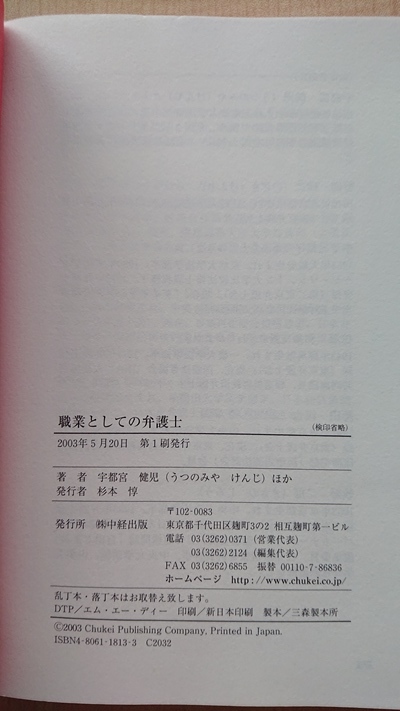 職業としての弁護士
(検印省略)
2003年5月20日 第1刷発行
著 者 宇都宮 健児(うつのみや けんじ)ほか
発行者 杉本 惇
〒102-0083
発行所 ㈱中経出版 東京都千代田区麹町3の2 相互麹町第一ビル
電話 03(3262)0371(営業代表)
03(3262)2124(編集代表)
FAX 03(3262)6855 振替 00110-7-86836
ホームページ http://www.chukei.co.jp/
乱丁本・落丁本はお取替え致します。
DTP/エム・エー・ディー 印刷/新日本印刷 製本/三森製本所
©2003 Chukei Publishing Company, Printed in Japan.
ISBN4-8061-1813-3 C2032